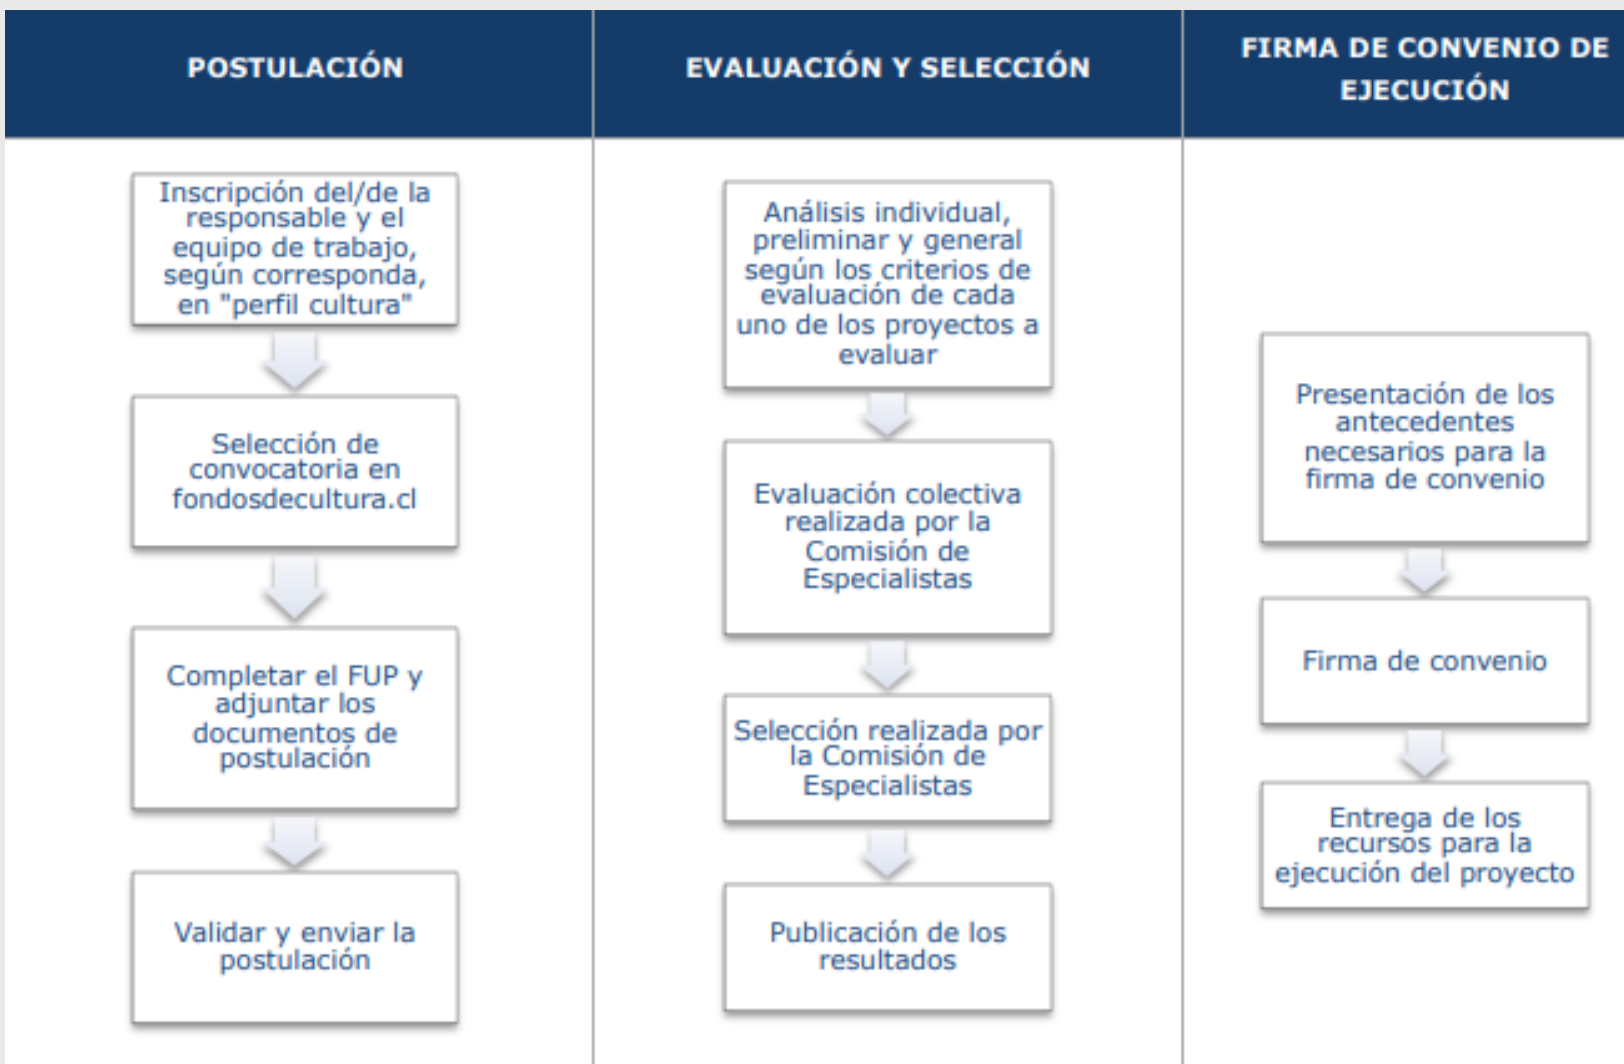 POSTULACIÓN
Inscripción del/de la
responsable y el
equipo de trabajo,
según corresponda,
en "perfil cultura"
Selección de
convocatoria en
fondosdecultura.cl
Completar el FUP y
adjuntar los
documentos de
postulación
Validar y enviar la
postulación
EVALUACIÓN Y SELECCIÓN
Análisis individual,
preliminar y general
según los criterios de
evaluación de cada
uno de los proyectos a
evaluar
Evaluación colectiva
realizada por la
Comisión de
Especialistas
Selección realizada por
la Comisión de
Especialistas
Publicación de los
resultados
FIRMA DE CONVENIO DE
EJECUCIÓN
Presentación de los
antecedentes
necesarios para la
firma de convenio
Firma de convenio
Entrega de los
recursos para la
ejecución del proyecto